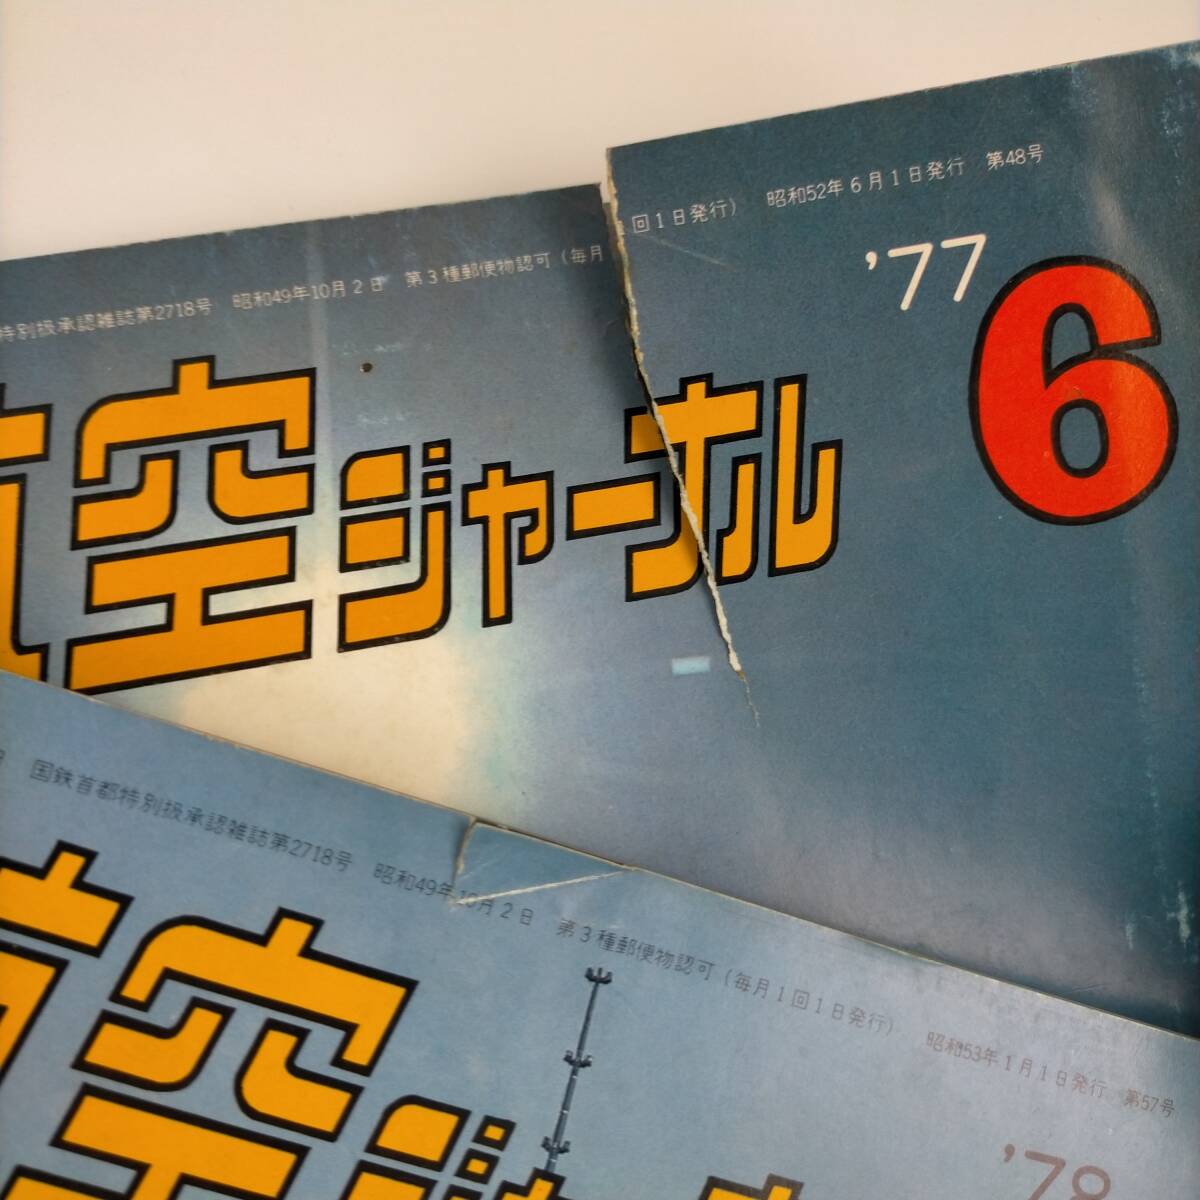 特別扱承認雑誌第2718号 昭和49年10月2日 第3種郵便物認可(毎月1回1日発行) 昭和52年6月1日発行 第48号
'77
6
空ジャーナル
国鉄首都特別扱承認雑誌第2718号 昭和49年10月2日 第3種郵便物認可(毎月1回1日発行) 昭和53年1月1日発行 第57号
'78
空ジャーナ